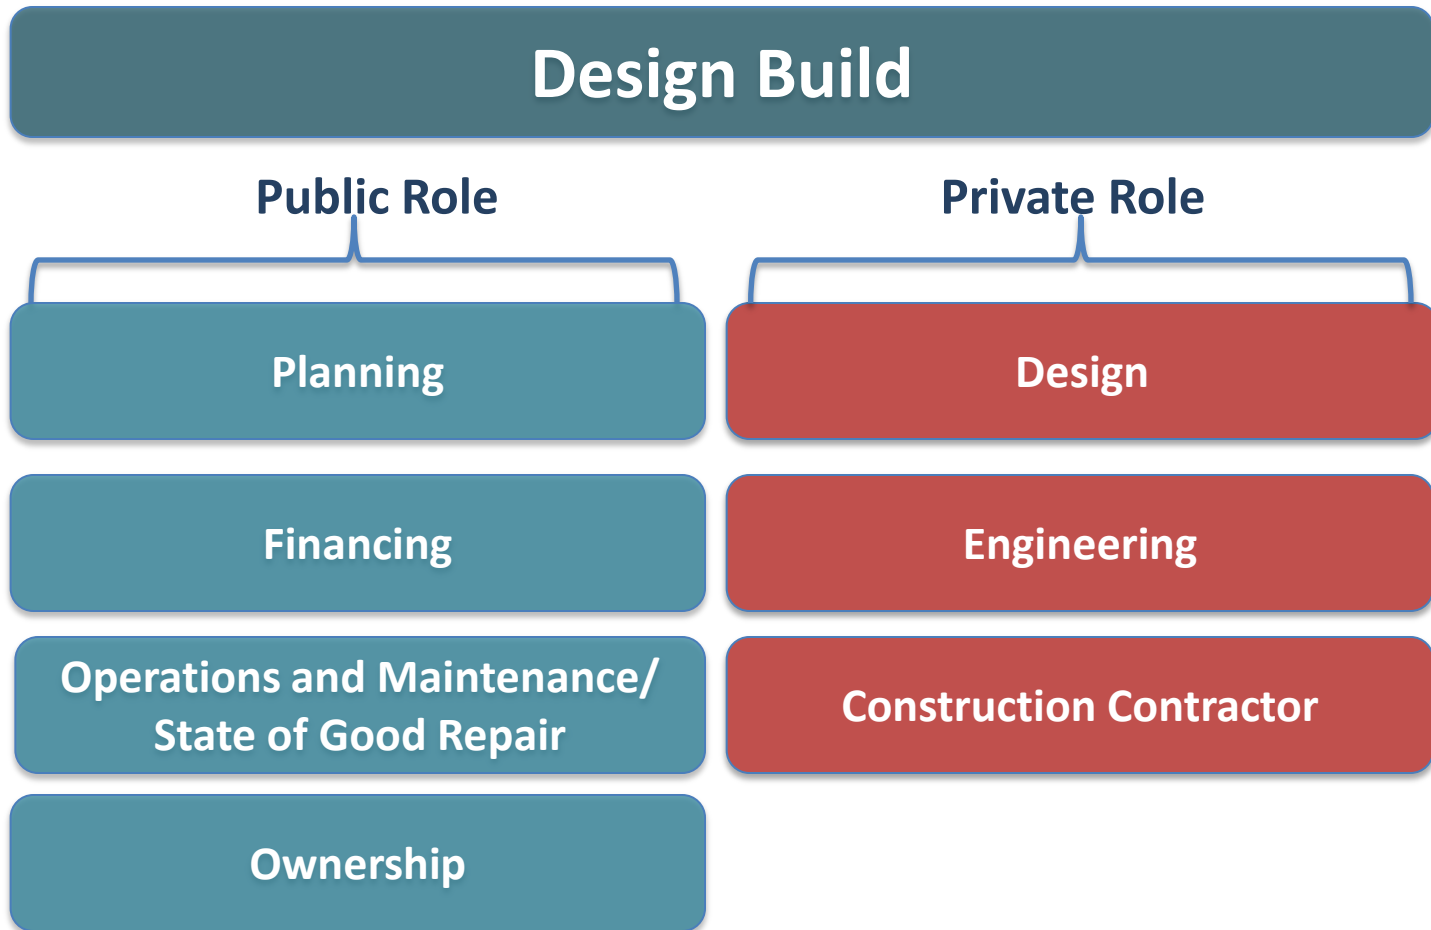 Design Build
Public Role
Private Role
Planning
Design
Financing
Engineering
Operations and Maintenance/
State of Good Repair
Construction Contractor
Ownership